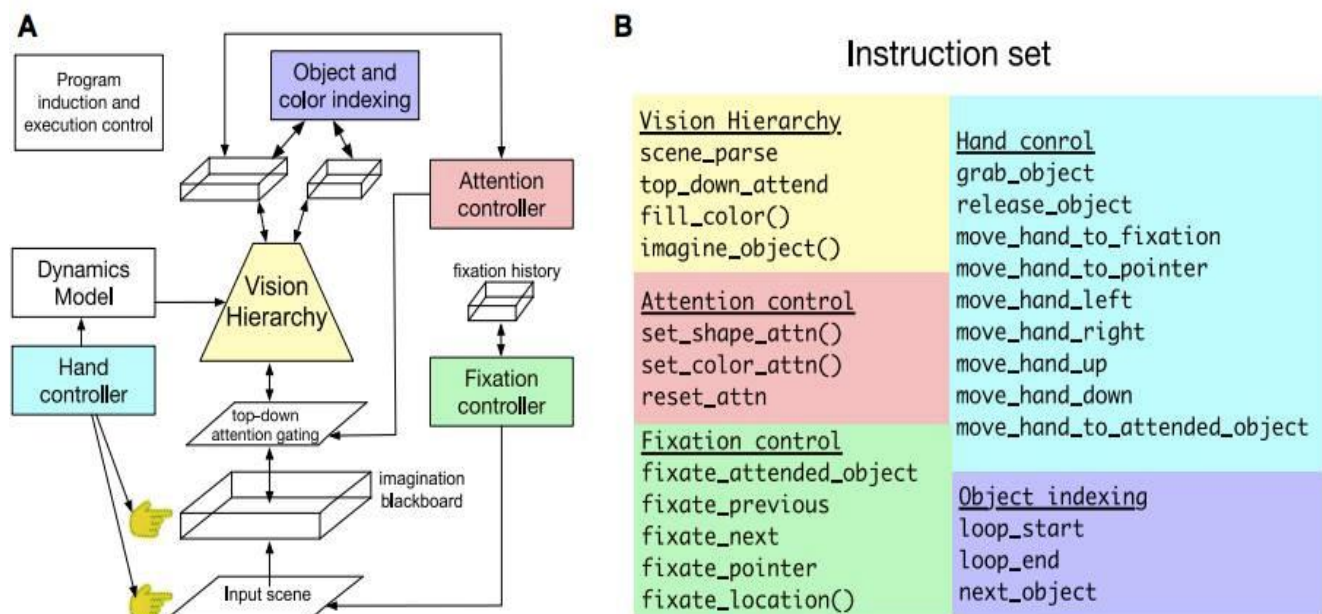 A
Program
induction and
execution control
Object and
color indexing
Attention
controller
Dynamics
Model
Vision
Hierarchy
fixation history
Hand
controller
Fixation
controller
top-down
attention gating
imagination
blackboard
Input scene
B
Instruction set
Vision Hierarchy
scene_parse
top_down_attend
fill_color()
imagine_object()
Attention control
set_shape_attn()
set_color_attn()
reset_attn
Fixation control
fixate_attended_object
fixate_previous
fixate_next
fixate_pointer
fixate_location()
Hand conrol
grab_object
release_object
move_hand_to_fixation
move_hand_to_pointer
move_hand_left
move_hand_right
move_hand_up
move_hand_down
move_hand_to_attended_object
Object indexing
loop_start
loop_end
next_object